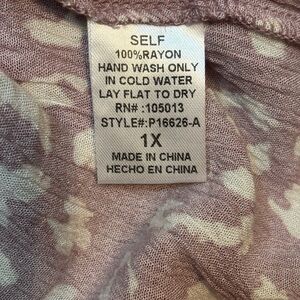 SELF
100%RAYON
HAND WASH ONLY
IN COLD WATER
LAY FLAT TO DRY
RN# :105013
STYLE#:P16626-A
1X
MADE IN CHINA
HECHO EN CHINA